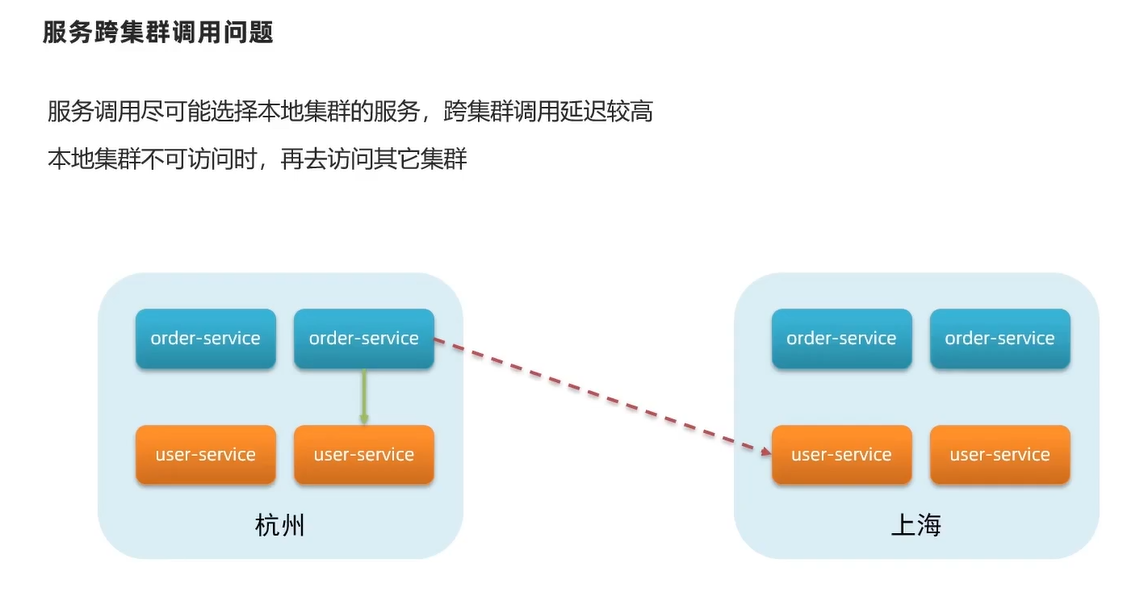 服务跨集群调用问题
服务调用尽可能选择本地集群的服务，跨集群调用延迟较高
本地集群不可访问时，再去访问其它集群
order-service
order-service
order-service
order-service
user-service
user-service
user-service
user-service
杭州
上海